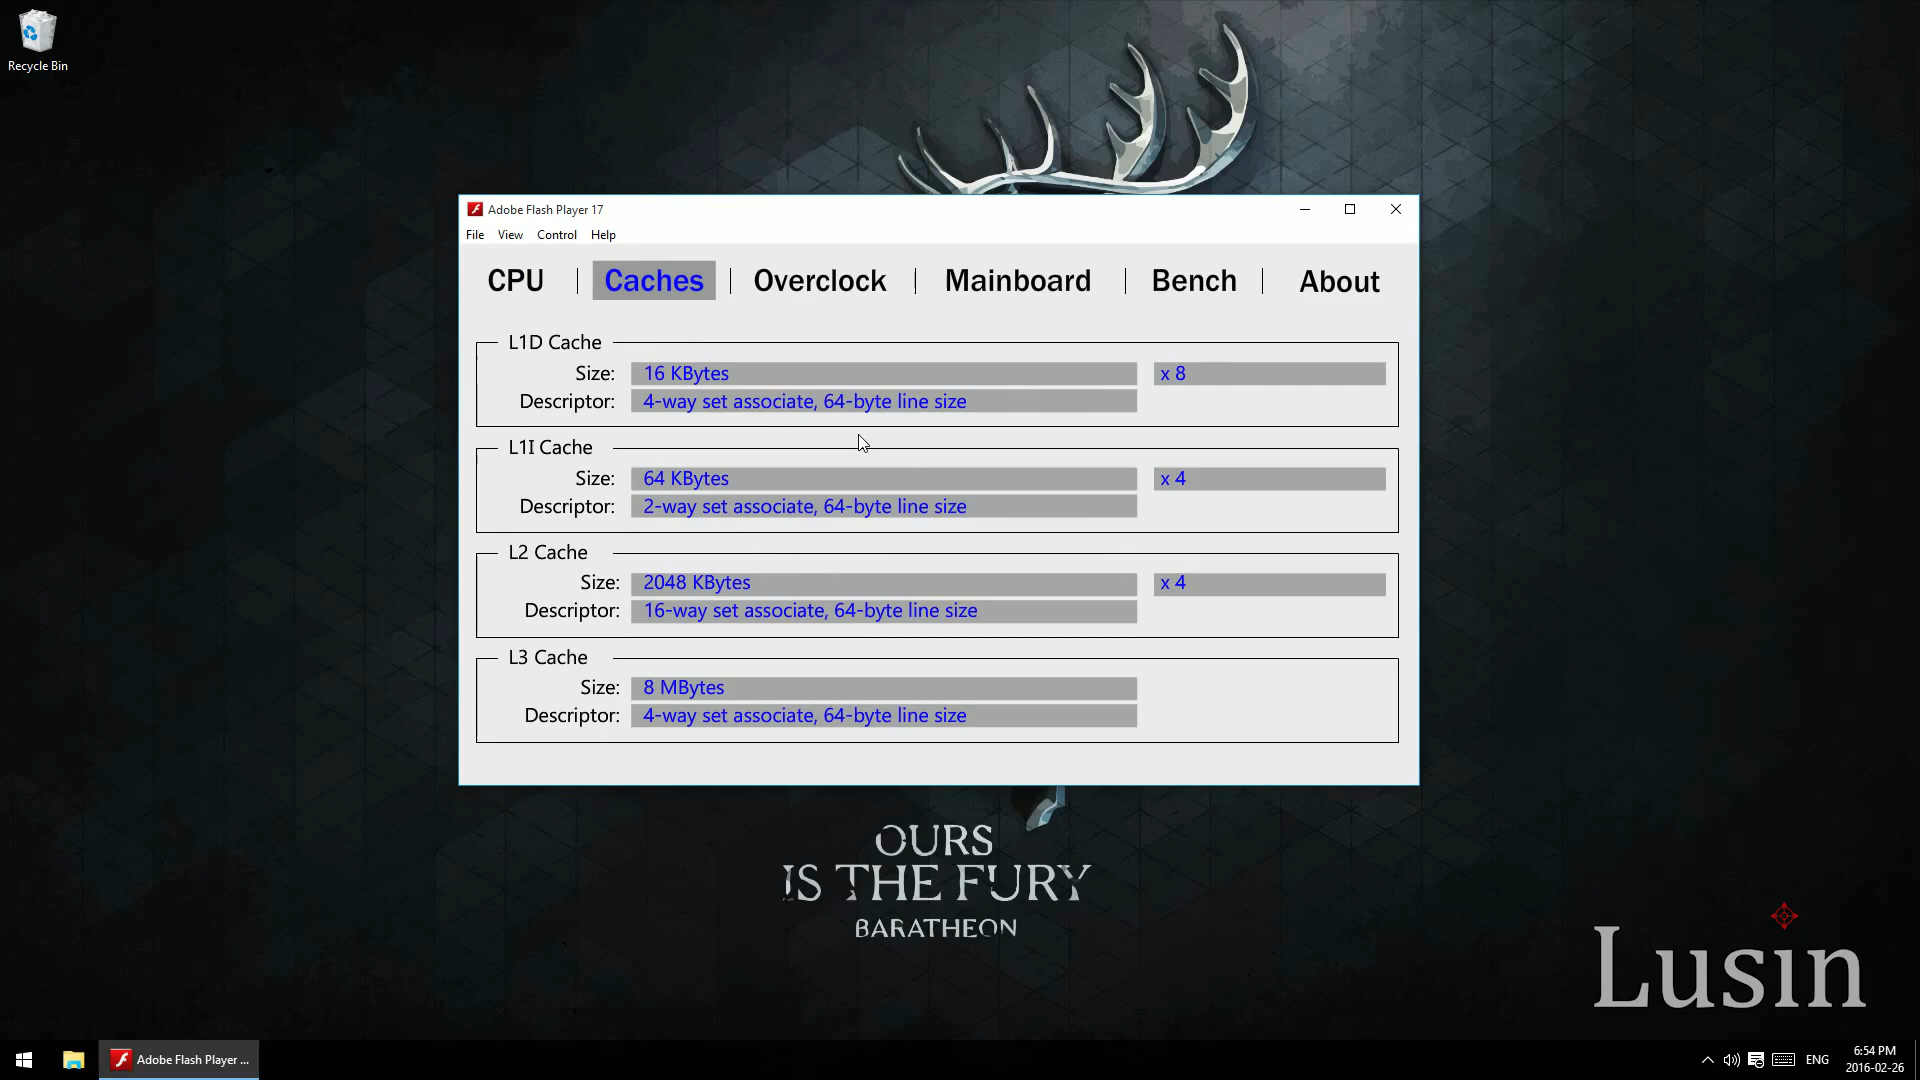 Recycle Bin
Adobe Flash Player 17
File View Control Help
CPU | Caches | Overclock | Mainboard | Bench | About
L1D Cache
Size: 16 KBytes x 8
Descriptor: 4-way set associate, 64-byte line size
L1I Cache
Size: 64 KBytes x 4
Descriptor: 2-way set associate, 64-byte line size
L2 Cache
Size: 2048 KBytes x 4
Descriptor: 16-way set associate, 64-byte line size
L3 Cache
Size: 8 MBytes
Descriptor: 4-way set associate, 64-byte line size
OURS
IS THE FURY
BARATHEON
Lusin
Adobe Flash Player ...
ENG
6:54 PM
2016-02-26